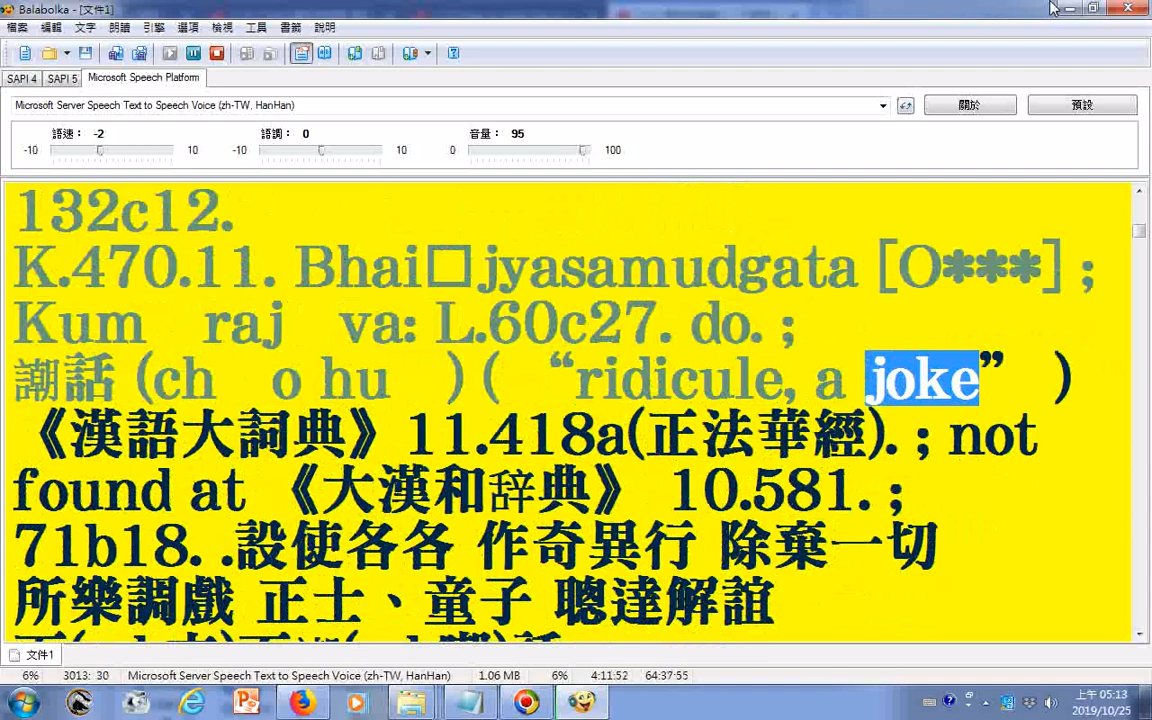 Balabolka - [文件1]
檔案 編輯 文字 朗讀 引擎 選項 檢視 工具 書籤 說明
SAPI 4 SAPI 5 Microsoft Speech Platform
Microsoft Server Speech Text to Speech Voice (zh-TW, HanHan) 關於 預設
語速： -2 語調： 0 音量： 95
-10 10 -10 10 0 100
132c12.
K.470.11. Bhai□jyasamudgata [O***] ;
Kum raj va: L.60c27. do. ;
謿話 (ch o hu )( “ridicule, a joke” )
《漢語大詞典》 11.418a(正法華經). ; not
found at 《大漢和辞典》 10.581. ;
71b18. .設使各各 作奇異行 除棄一切
所樂調戲 正士、童子 聰達解誼
文件1
6% 3013: 30 Microsoft Server Speech Text to Speech Voice (zh-TW, HanHan) 1.06 MB 6% 4:11:52 64:37:55
上午 05:13
2019/10/25